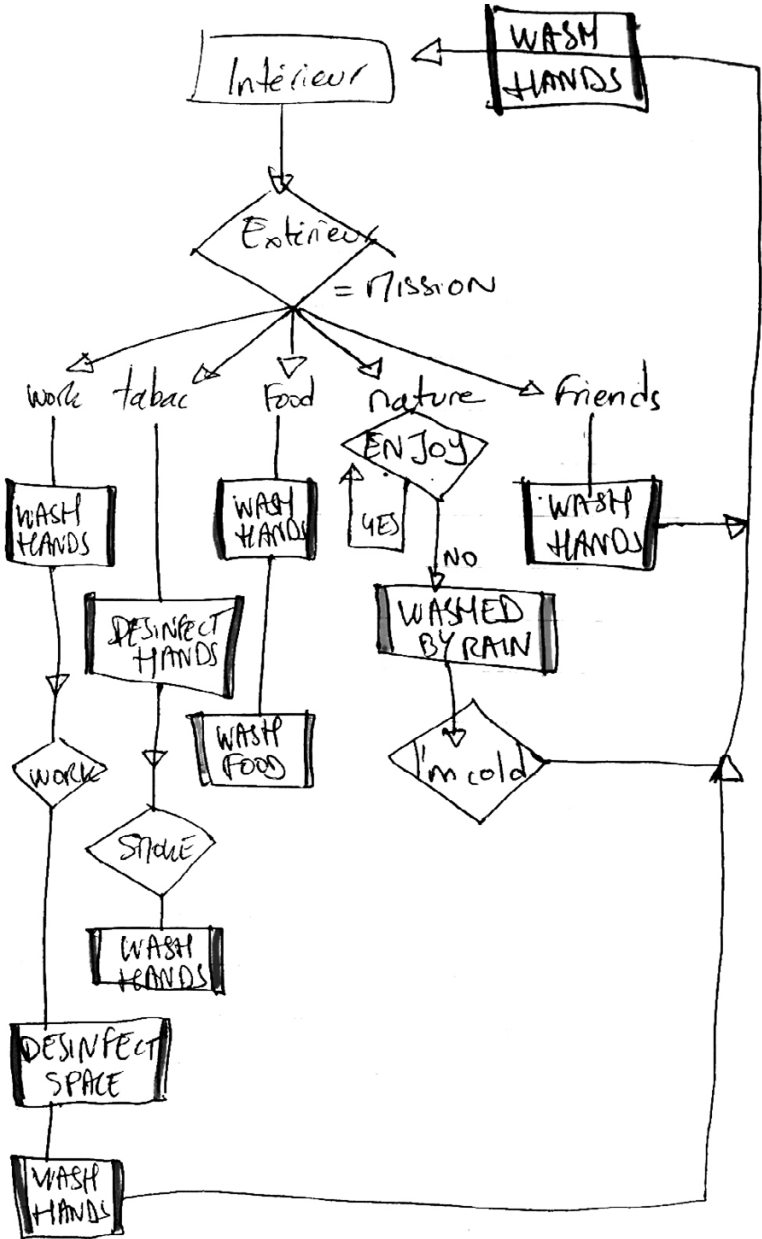 WASH
HANDS
Intérieur
Extérieur
= MISSION
work
tabac
Food
nature
Friends
ENJOY
YES
NO
WASH
HANDS
WASH
HANDS
WASH
HANDS
DESINFECT
HANDS
WASHED
BY RAIN
WASH
FOOD
I'm cold
WORK
SMOKE
WASH
HANDS
DESINFECT
SPACE
WASH
HANDS